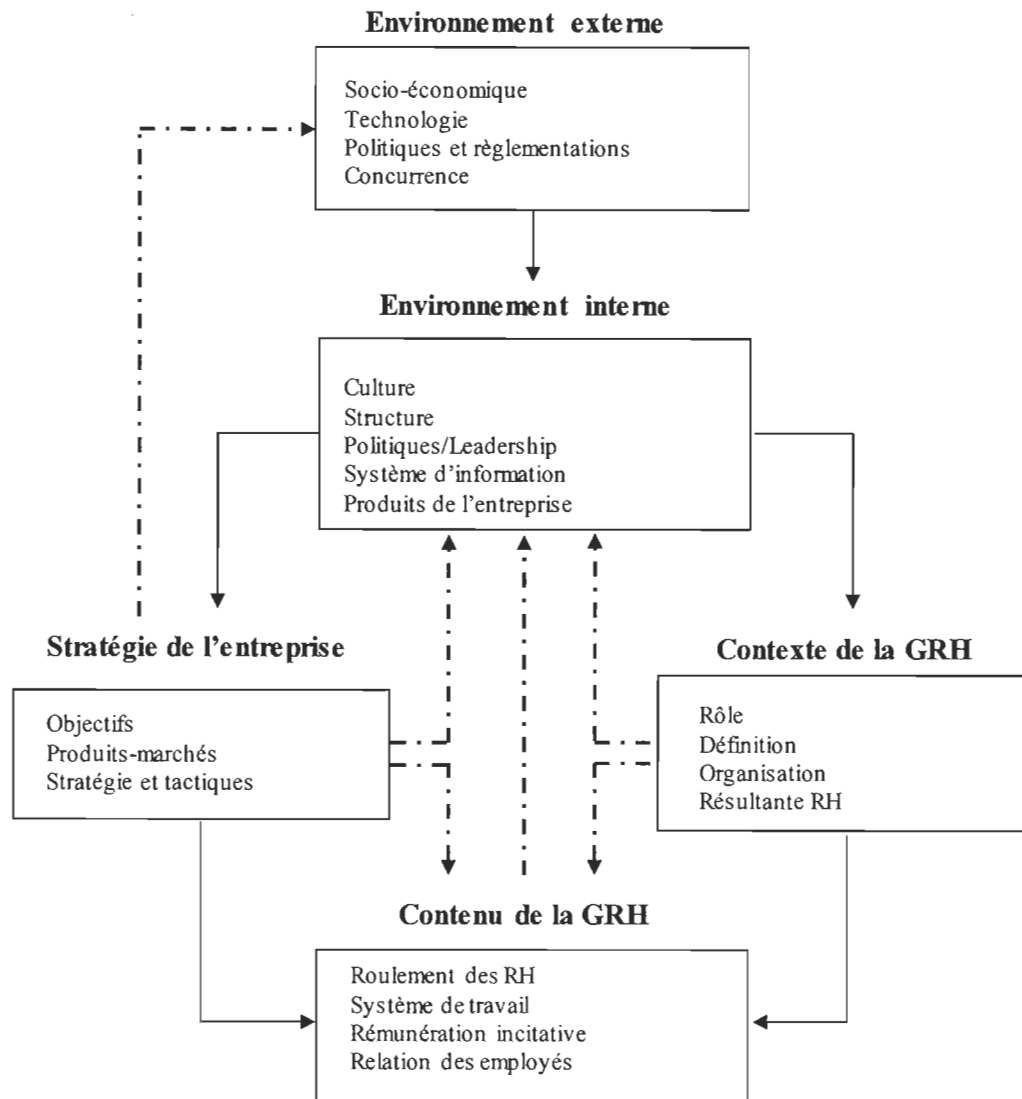 Environnement externe
Socio-économique
Technologie
Politiques et règlementations
Concurrence
Environnement interne
Culture
Structure
Politiques/Leadership
Système d'information
Produits de l'entreprise
Stratégie de l'entreprise
Objectifs
Produits-marchés
Stratégie et tactiques
Contexte de la GRH
Rôle
Définition
Organisation
Résultante RH
Contenu de la GRH
Roulement des RH
Système de travail
Rémunération incitative
Relation des employés